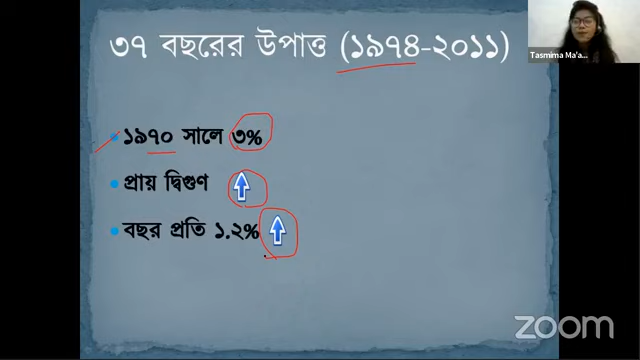 ৩৭ বছরের উপাত্ত (১৯৭৪-২০১১)
Tasmima Ma'a...
১৯৭০ সালে ৩%
প্রায় দ্বিগুণ
বছর প্রতি ১.২%
zoom